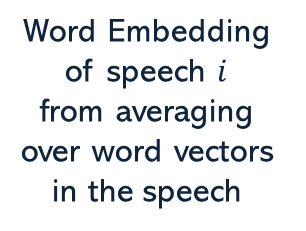 Word Embedding
of speech i
from averaging
over word vectors
in the speech